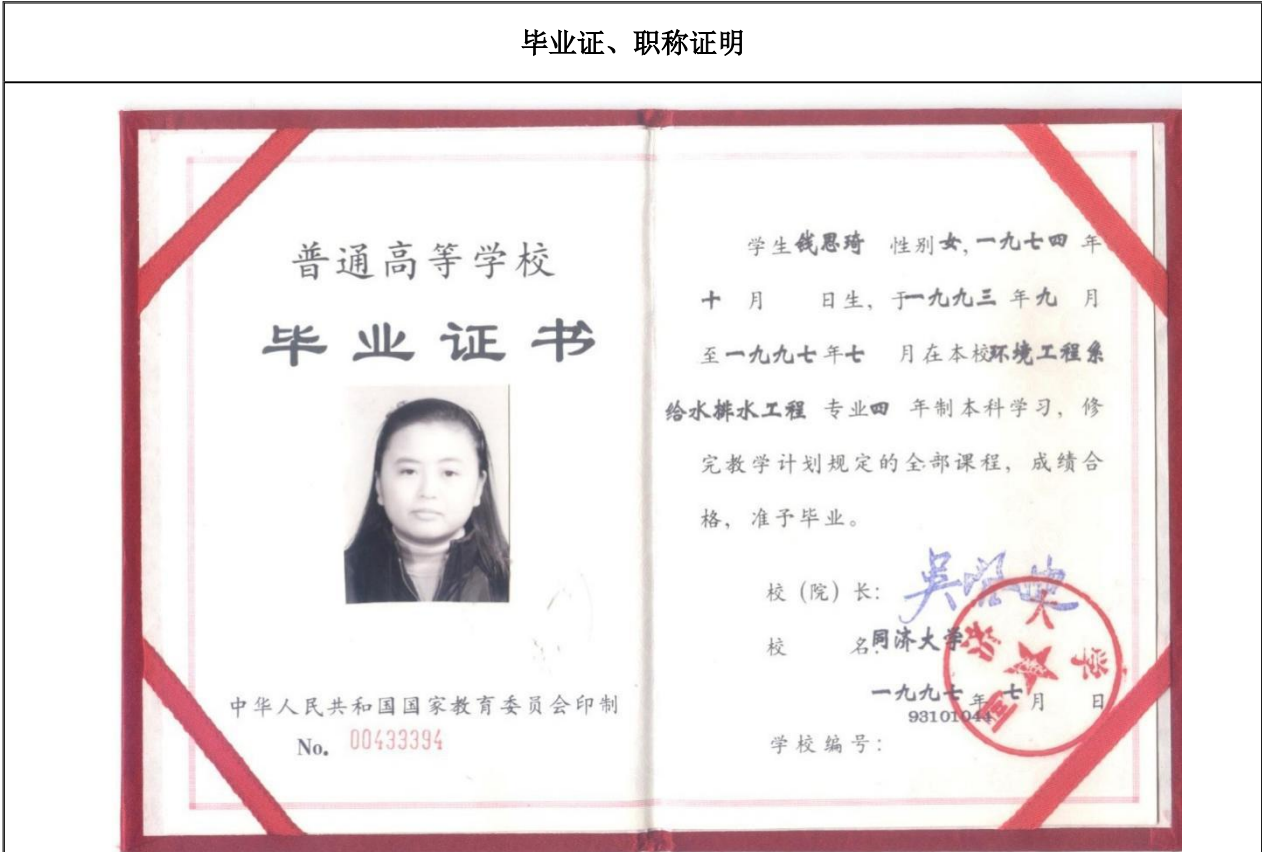 毕业证、职称证明
普通高等学校
毕业证书
中华人民共和国国家教育委员会印制
No. 00433394
学生钱思琦 性别女,一九七四 年
十 月 日生, 于一九九三 年九 月
至一九九七年七 月在本校环境工程系
给水排水工程 专业四 年制本科学习, 修
完教学计划规定的全部课程, 成绩合
格, 准予毕业。
校 (院) 长:
校 名:同济大学
一九九七年 七月 日
93101044
学校编号:
同济大学